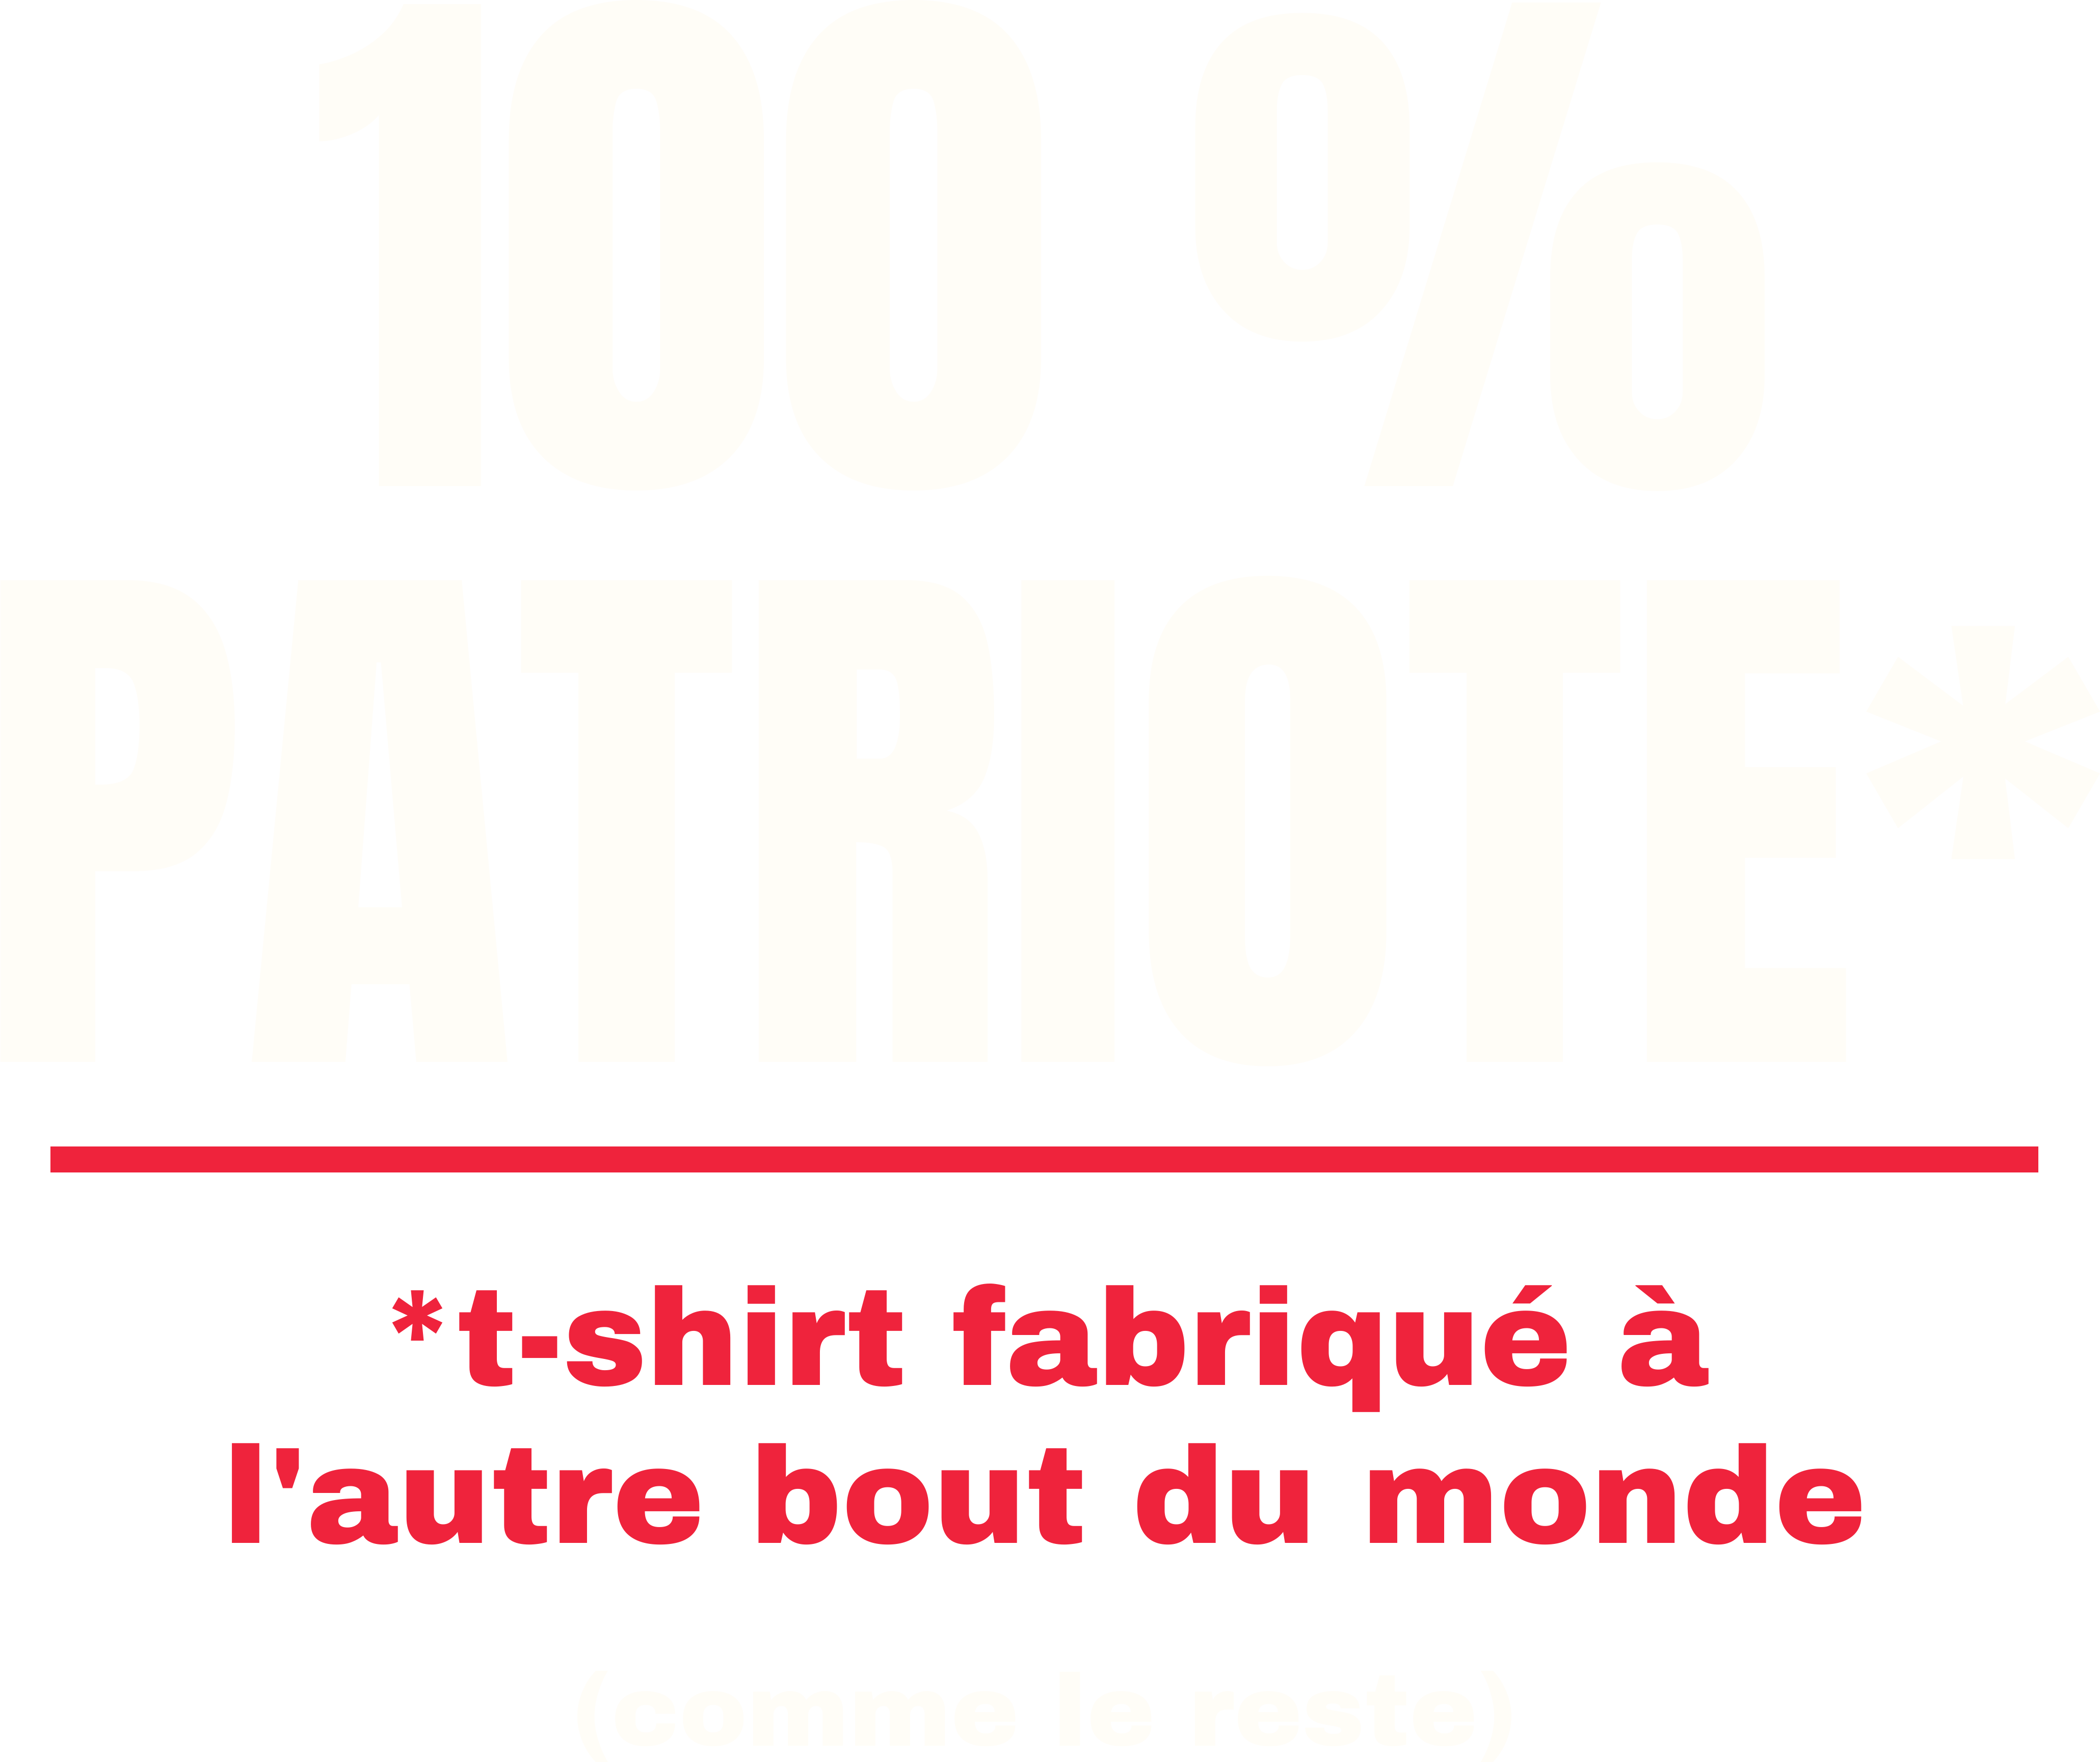 100 %
PATRIOTE*
*t-shirt fabriqué à
l'autre bout du monde
(comme le reste)